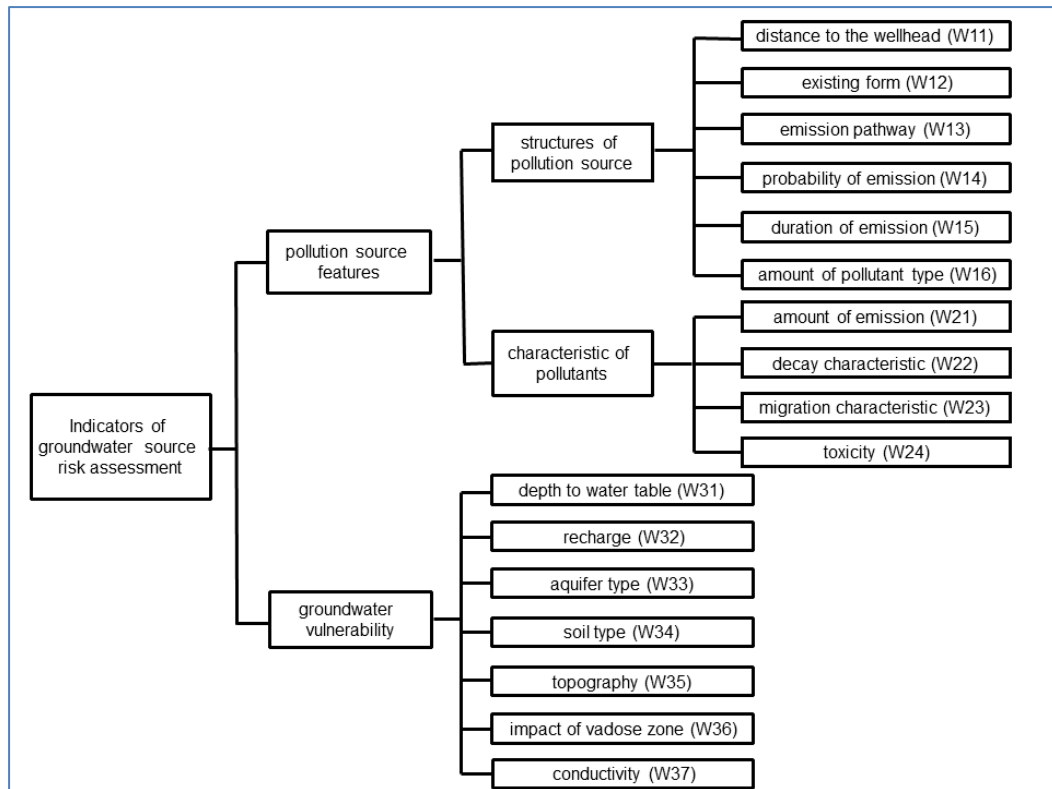 distance to the wellhead (W11)
existing form (W12)
emission pathway (W13)
structures of
pollution source
probability of emission (W14)
duration of emission (W15)
pollution source
features
amount of pollutant type (W16)
amount of emission (W21)
characteristic of
pollutants
decay characteristic (W22)
migration characteristic (W23)
Indicators of
groundwater source
risk assessment
toxicity (W24)
depth to water table (W31)
recharge (W32)
aquifer type (W33)
groundwater
vulnerability
soil type (W34)
topography (W35)
impact of vadose zone (W36)
conductivity (W37)